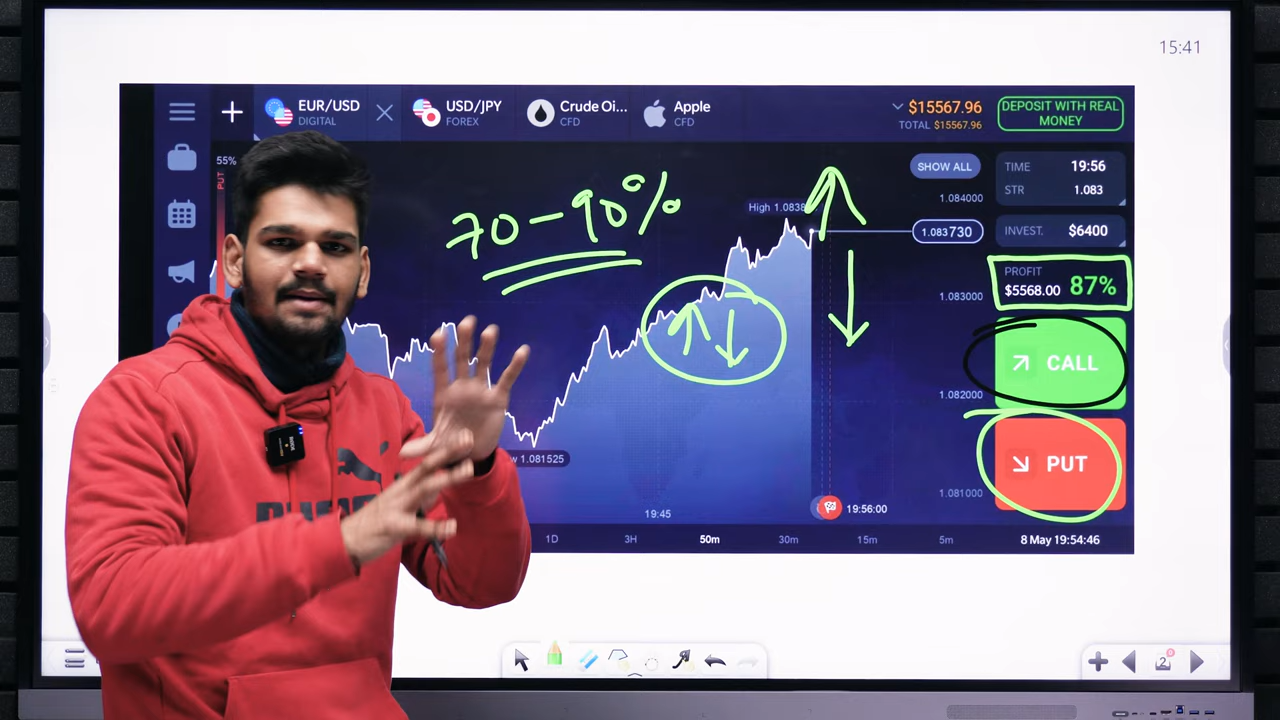 15:41
EUR/USD
DIGITAL
USD/JPY
FOREX
Crude Oi...
CFD
Apple
CFD
$15567.96
TOTAL $15567.96
DEPOSIT WITH REAL
MONEY
55%
PUT
70-90%
SHOW ALL
TIME 19:56
STR 1.083
1.084000
High 1.0838
1.083730
INVEST. $6400
PROFIT
$5568.00 87%
1.083000
CALL
1.082000
PUT
1.081525
1.081000
19:45
19:56:00
1D 3H 50m 30m 15m 5m
8 May 19:54:46
2